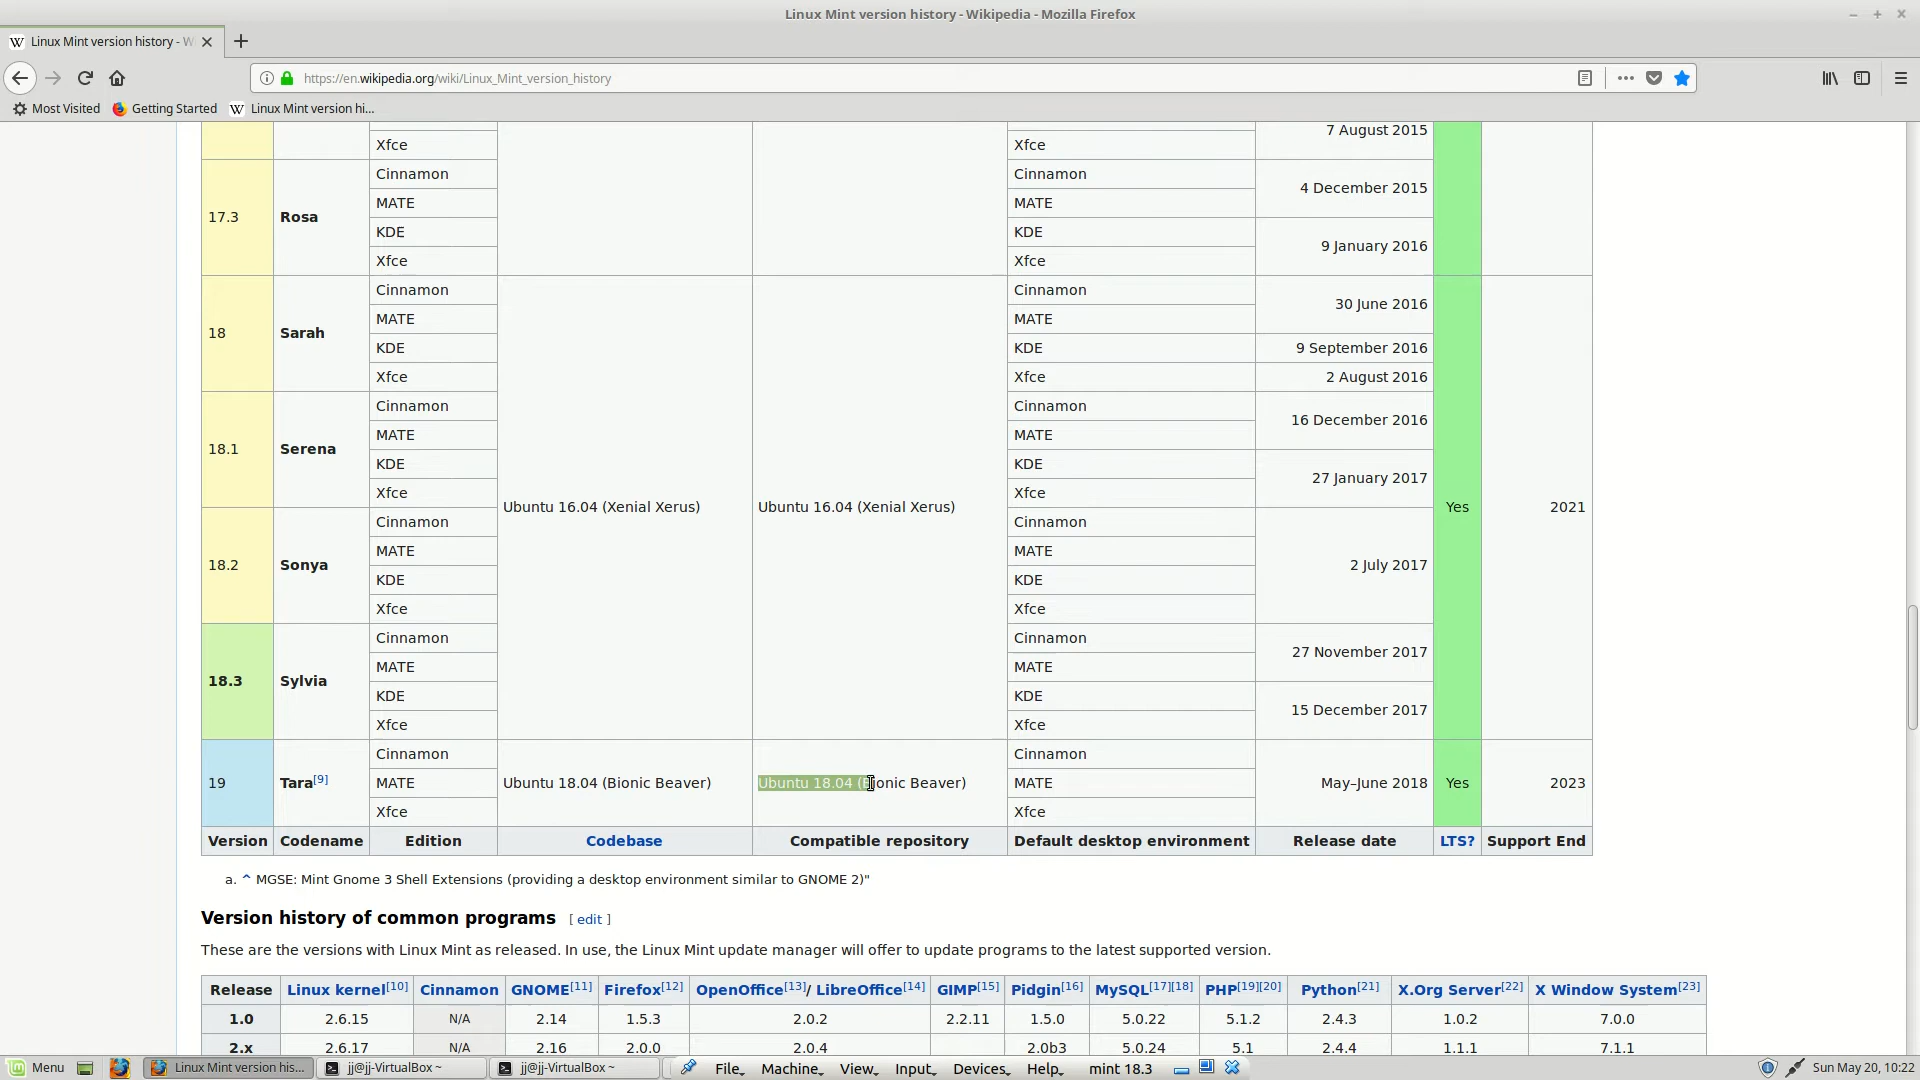 Linux Mint version history - Wikipedia - Mozilla Firefox
Linux Mint version history - W
https://en.wikipedia.org/wiki/Linux_Mint_version_history
Most Visited Getting Started Linux Mint version hi...
7 August 2015
Xfce Xfce
17.3 Rosa
Cinnamon Cinnamon 4 December 2015
MATE MATE
KDE KDE 9 January 2016
Xfce Xfce
18 Sarah
Cinnamon Cinnamon 30 June 2016
MATE MATE
KDE KDE 9 September 2016
Xfce Xfce 2 August 2016
18.1 Serena
Cinnamon Cinnamon 16 December 2016
MATE MATE
KDE KDE 27 January 2017
Xfce Xfce
Ubuntu 16.04 (Xenial Xerus) Ubuntu 16.04 (Xenial Xerus) Yes 2021
18.2 Sonya
Cinnamon Cinnamon 2 July 2017
MATE MATE
KDE KDE
Xfce Xfce
18.3 Sylvia
Cinnamon Cinnamon 27 November 2017
MATE MATE
KDE KDE 15 December 2017
Xfce Xfce
Cinnamon Cinnamon
19 Tara[9] MATE Ubuntu 18.04 (Bionic Beaver) Ubuntu 18.04 (Bionic Beaver) MATE May–June 2018 Yes 2023
Xfce Xfce
Version Codename Edition Codebase Compatible repository Default desktop environment Release date LTS? Support End
a. ^ MGSE: Mint Gnome 3 Shell Extensions (providing a desktop environment similar to GNOME 2)"
Version history of common programs [ edit ]
These are the versions with Linux Mint as released. In use, the Linux Mint update manager will offer to update programs to the latest supported version.
Release Linux kernel[10] Cinnamon GNOME[11] Firefox[12] OpenOffice[13]/ LibreOffice[14] GIMP[15] Pidgin[16] MySQL[17][18] PHP[19][20] Python[21] X.Org Server[22] X Window System[23]
1.0 2.6.15 N/A 2.14 1.5.3 2.0.2 2.2.11 1.5.0 5.0.22 5.1.2 2.4.3 1.0.2 7.0.0
2.x 2.6.17 N/A 2.16 2.0.0 2.0.4 2.0b3 5.0.24 5.1 2.4.4 1.1.1 7.1.1
Menu Linux Mint version his... jj@jj-VirtualBox ~ jj@jj-VirtualBox ~ File Machine View Input Devices Help mint 18.3 Sun May 20, 10:22